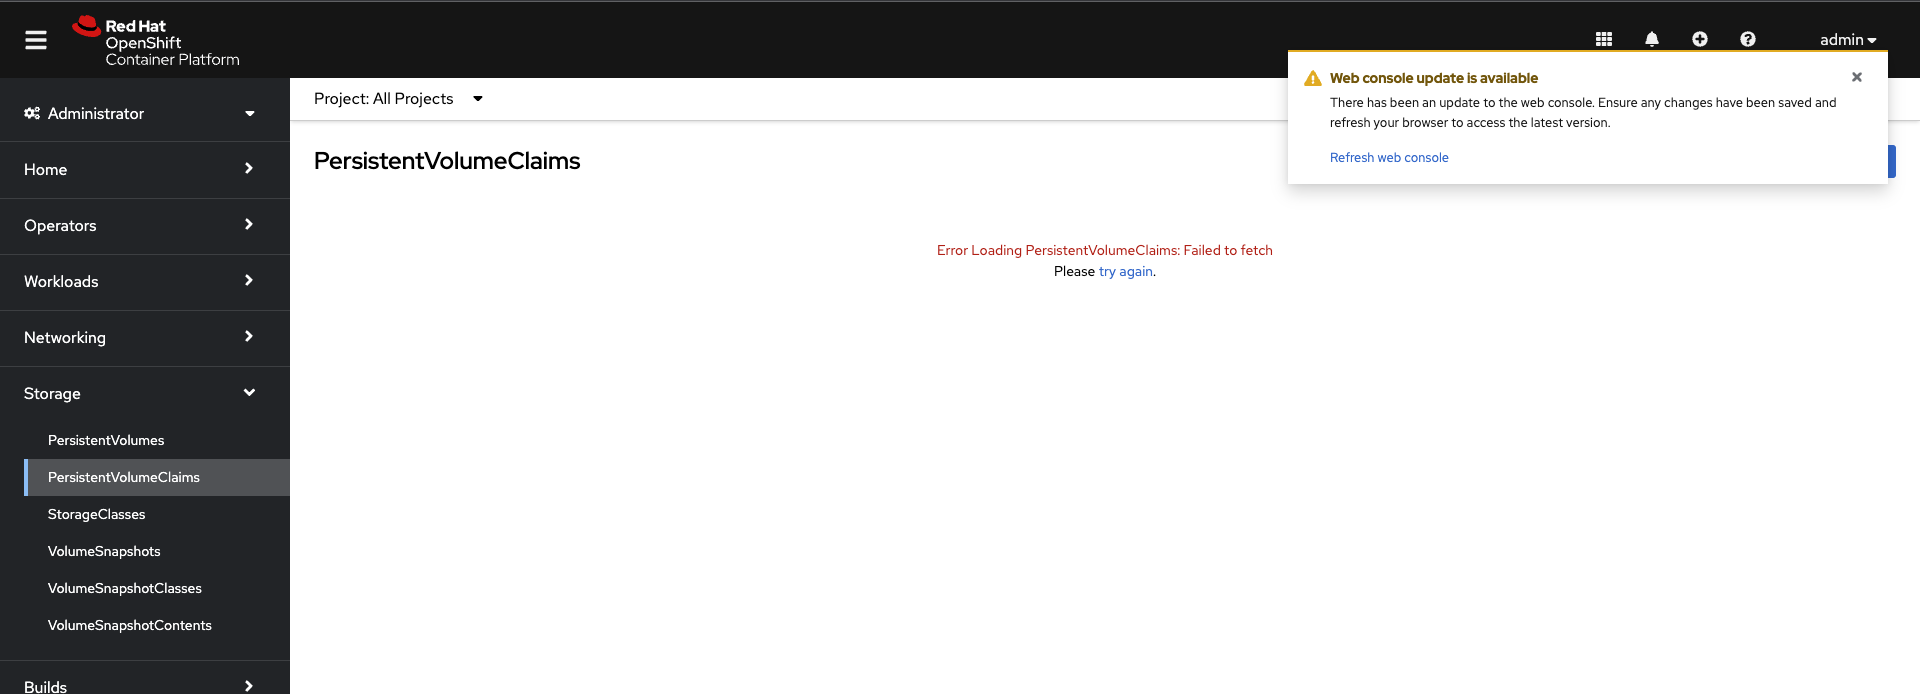 Red Hat
OpenShift
Container Platform
admin
Web console update is available
There has been an update to the web console. Ensure any changes have been saved and
refresh your browser to access the latest version.
Refresh web console
Administrator
Home
Operators
Workloads
Networking
Storage
PersistentVolumes
PersistentVolumeClaims
StorageClasses
VolumeSnapshots
VolumeSnapshotClasses
VolumeSnapshotContents
Builds
Project: All Projects
PersistentVolumeClaims
Error Loading PersistentVolumeClaims: Failed to fetch
Please try again.